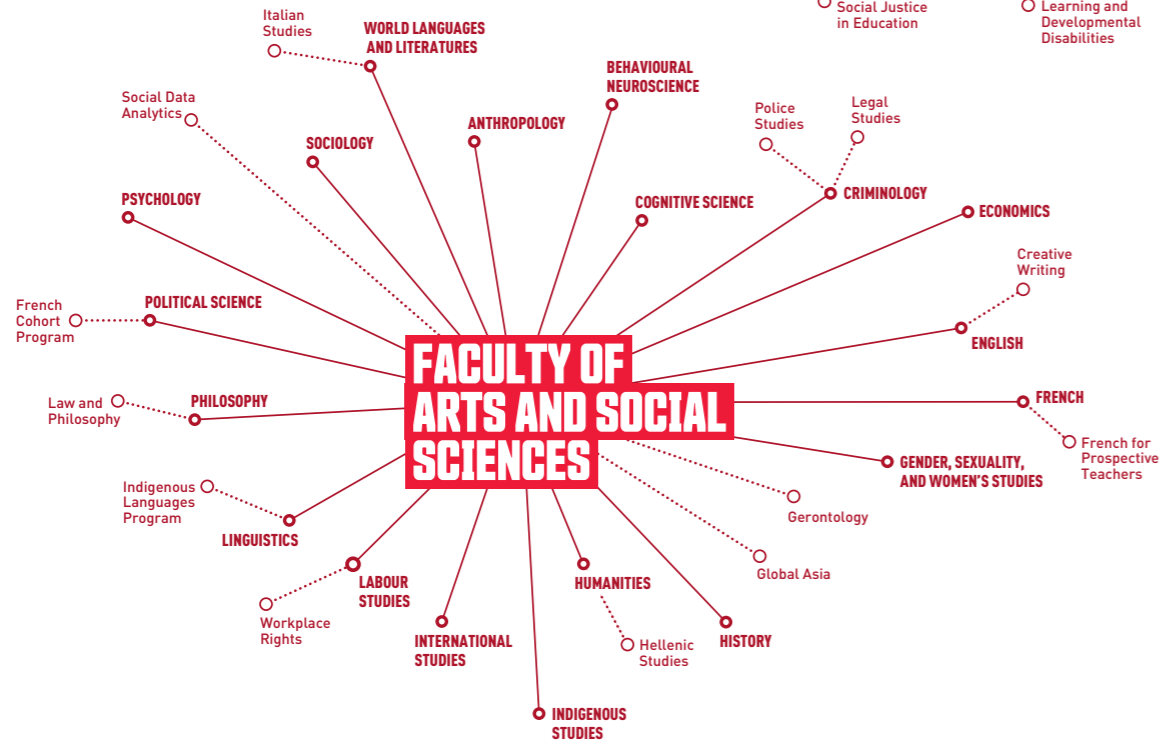 Social Justice
in Education
Learning and
Developmental
Disabilities
Italian
Studies
WORLD LANGUAGES
AND LITERATURES
BEHAVIOURAL
NEUROSCIENCE
Social Data
Analytics
SOCIOLOGY
ANTHROPOLOGY
Police
Studies
Legal
Studies
PSYCHOLOGY
COGNITIVE SCIENCE
CRIMINOLOGY
ECONOMICS
Creative
Writing
French
Cohort
Program
POLITICAL SCIENCE
ENGLISH
FACULTY OF
ARTS AND SOCIAL
SCIENCES
Law and
Philosophy
PHILOSOPHY
FRENCH
French for
Prospective
Teachers
GENDER, SEXUALITY,
AND WOMEN'S STUDIES
Indigenous
Languages
Program
LINGUISTICS
Gerontology
Global Asia
LABOUR
STUDIES
HUMANITIES
Workplace
Rights
INTERNATIONAL
STUDIES
Hellenic
Studies
HISTORY
INDIGENOUS
STUDIES